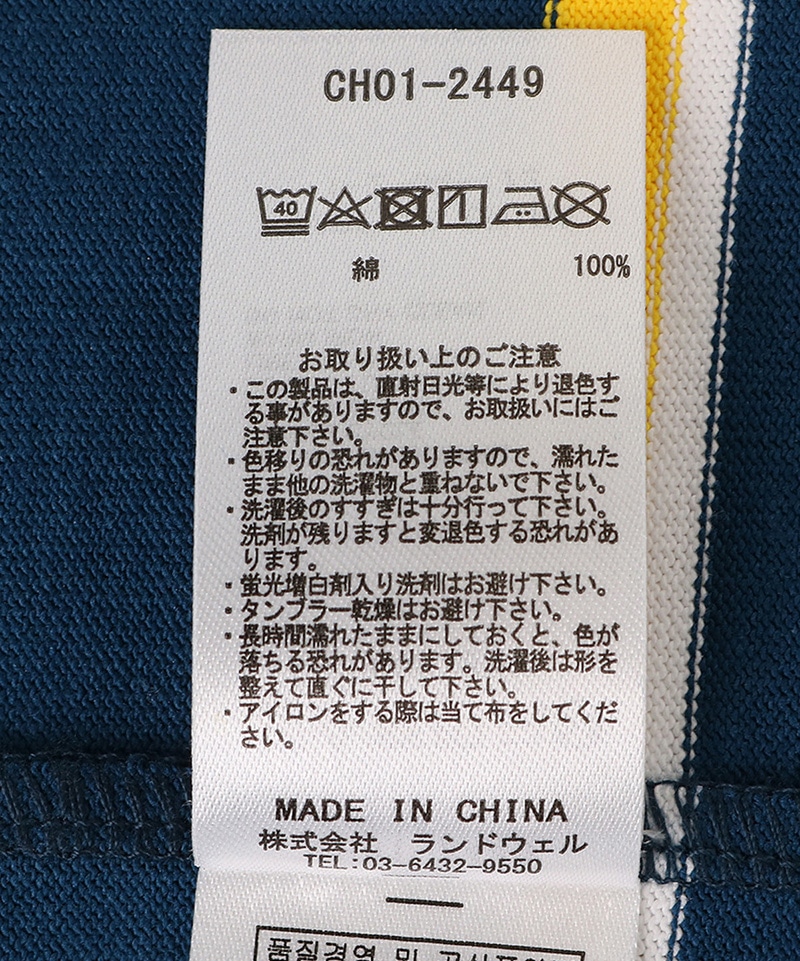 CH01-2449
40
綿 100%
お取り扱い上のご注意
・この製品は、直射日光等により退色す
る事がありますので、お取扱いにはご
注意下さい。
・色移りの恐れがありますので、濡れた
まま他の洗濯物と重ねないで下さい。
・洗濯後のすすぎは十分行って下さい。
洗剤が残りますと変退色する恐れがあ
ります。
・蛍光増白剤入り洗剤はお避け下さい。
・タンブラー乾燥はお避け下さい。
・長時間濡れたままにしておくと、色が
落ちる恐れがあります。洗濯後は形を
整えて直ぐに干して下さい。
・アイロンをする際は当て布をしてくだ
さい。
MADE IN CHINA
株式会社 ランドウェル
TEL:03-6432-9550
품질경영 및 공산품안